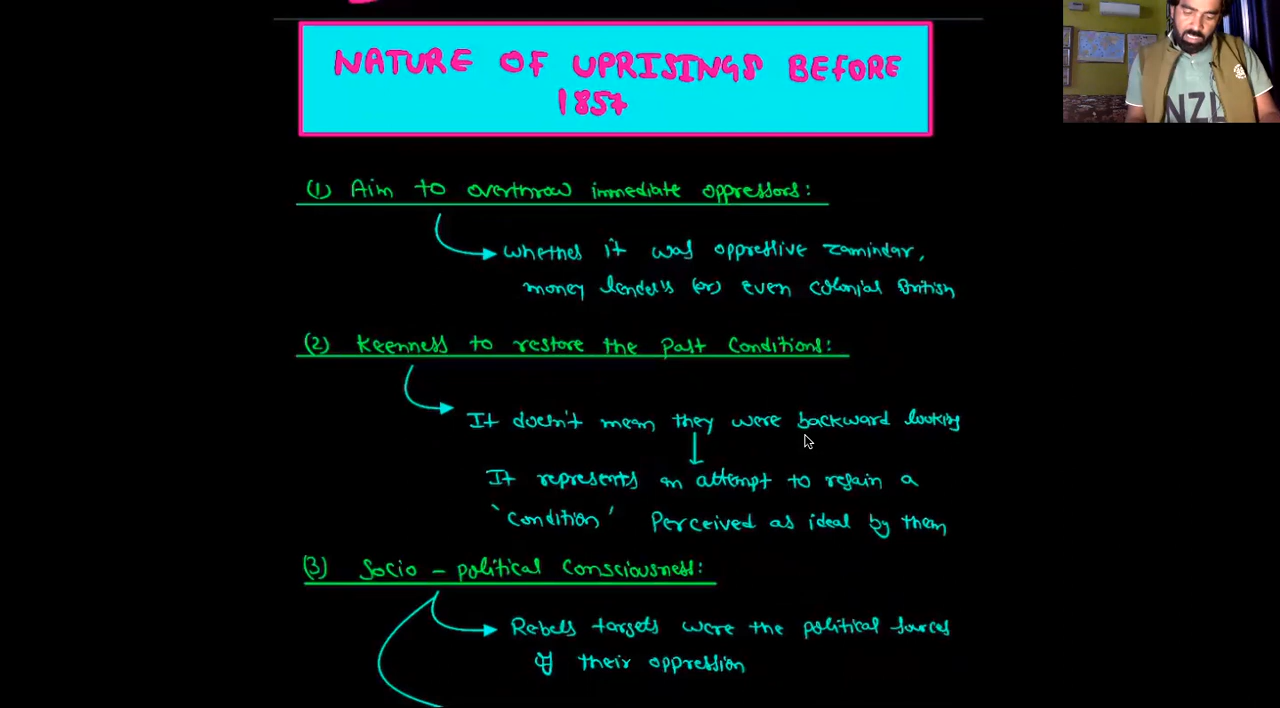 NATURE OF UPRISINGS BEFORE
1857
(1) Aim to overthrow immediate oppressors:
whether it was oppressive zamindar,
money lenders (or) even colonial British
(2) Keenness to restore the Past Conditions:
It doesn't mean they were backward looking
It represents an attempt to regain a
'condition' Perceived as ideal by them
(3) Socio - political Consciousness:
Rebels targets were the political sources
of their oppression
NZL